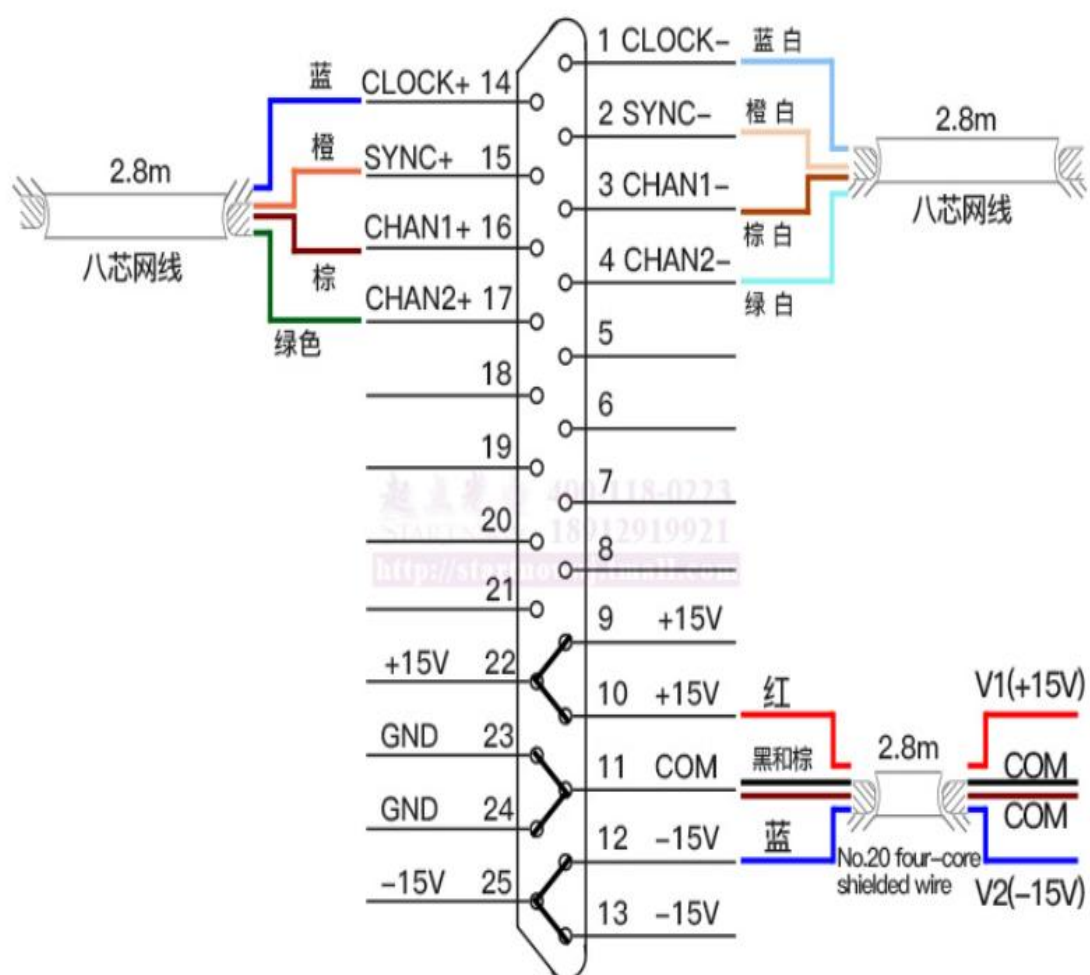 1 CLOCK- 蓝 白
蓝 CLOCK+ 14
2 SYNC- 橙 白
2.8m
橙 SYNC+ 15
2.8m
3 CHAN1-
八芯网线
棕 白
CHAN1+ 16
八芯网线
棕
4 CHAN2-
绿 白
CHAN2+ 17
绿色
5
18
6
19
7
400-118-0223
20
18912919921
8
21
9 +15V
+15V 22
10 +15V 红 V1(+15V)
GND 23
2.8m
11 COM 黑和棕 COM
GND 24
COM
12 -15V 蓝
No.20 four-core
shielded wire
-15V 25
V2(-15V)
13 -15V